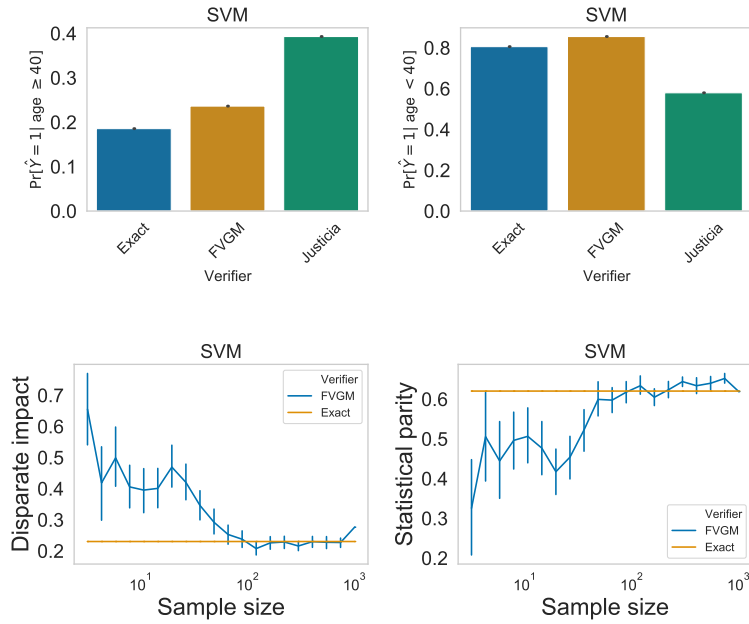 SVM
Pr[Ŷ = 1| age ≥ 40]
0.4
0.3
0.2
0.1
0.0
Exact
FVGM
Justicia
Verifier
SVM
Pr[Ŷ = 1| age < 40]
0.8
0.6
0.4
0.2
0.0
Exact
FVGM
Justicia
Verifier
SVM
Disparate impact
0.7
0.6
0.5
0.4
0.3
0.2
Verifier
FVGM
Exact
10¹
10²
10³
Sample size
SVM
Statistical parity
0.6
0.5
0.4
0.3
0.2
Verifier
FVGM
Exact
10¹
10²
10³
Sample size